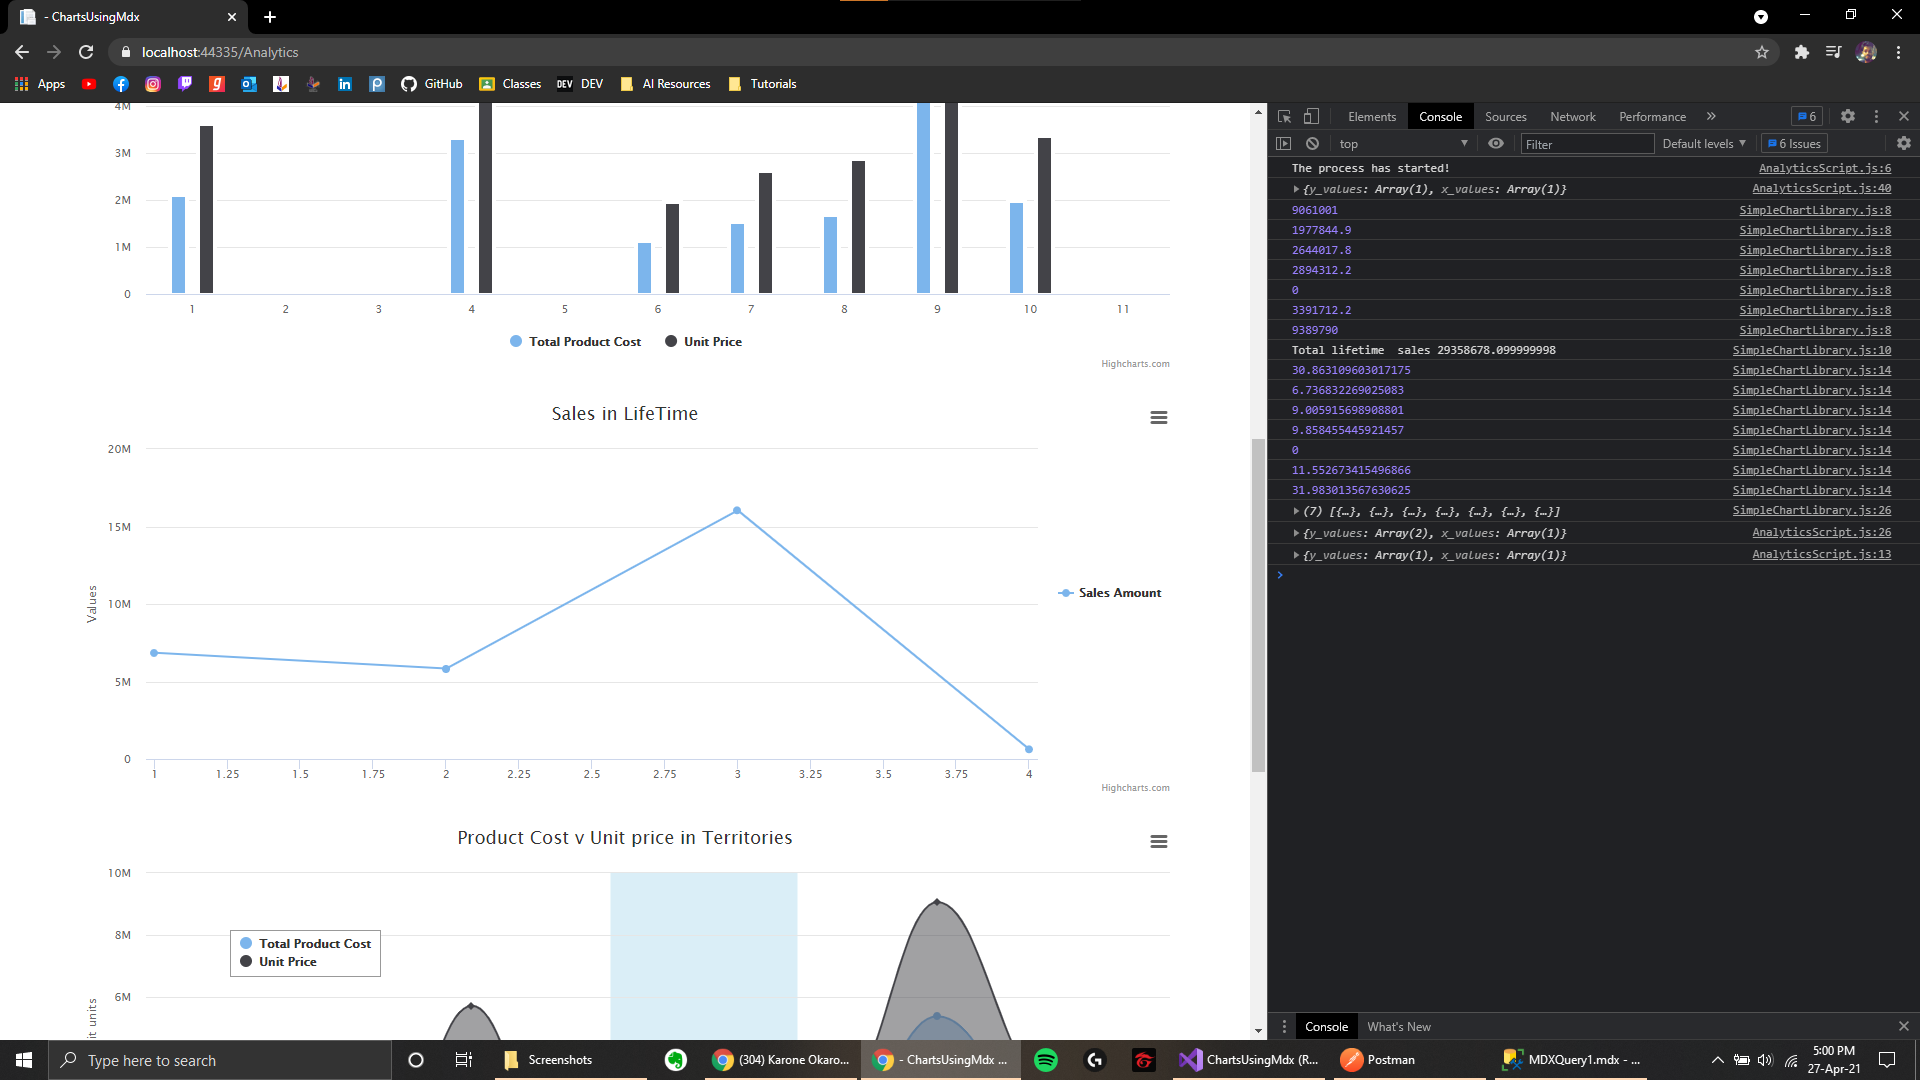 - ChartsUsingMdx
localhost:44335/Analytics
Apps
GitHub
Classes
DEV DEV
AI Resources
Tutorials
4M
3M
2M
1M
0
1 2 3 4 5 6 7 8 9 10 11
Total Product Cost Unit Price
Highcharts.com
Sales in LifeTime
20M
15M
10M
5M
0
Values
1 1.25 1.5 1.75 2 2.25 2.5 2.75 3 3.25 3.5 3.75 4
Sales Amount
Highcharts.com
Product Cost v Unit price in Territories
10M
8M
6M
it units
Total Product Cost
Unit Price
Elements Console Sources Network Performance 6
top Filter Default levels 6 Issues
The process has started! AnalyticsScript.js:6
{y_values: Array(1), x_values: Array(1)} AnalyticsScript.js:40
9061001 SimpleChartLibrary.js:8
1977844.9 SimpleChartLibrary.js:8
2644017.8 SimpleChartLibrary.js:8
2894312.2 SimpleChartLibrary.js:8
0 SimpleChartLibrary.js:8
3391712.2 SimpleChartLibrary.js:8
9389790 SimpleChartLibrary.js:8
Total lifetime sales 29358678.099999998 SimpleChartLibrary.js:10
30.863109603017175 SimpleChartLibrary.js:14
6.736832269025083 SimpleChartLibrary.js:14
9.005915698908801 SimpleChartLibrary.js:14
9.858455445921457 SimpleChartLibrary.js:14
0 SimpleChartLibrary.js:14
11.552673415496866 SimpleChartLibrary.js:14
31.983013567630625 SimpleChartLibrary.js:14
(7) [{…}, {…}, {…}, {…}, {…}, {…}, {…}] SimpleChartLibrary.js:26
{y_values: Array(2), x_values: Array(1)} AnalyticsScript.js:26
{y_values: Array(1), x_values: Array(1)} AnalyticsScript.js:13
Console What's New
Type here to search
Screenshots
(304) Karone Okaro...
- ChartsUsingMdx ...
ChartsUsingMdx (R...
Postman
MDXQuery1.mdx - ...
5:00 PM
27-Apr-21